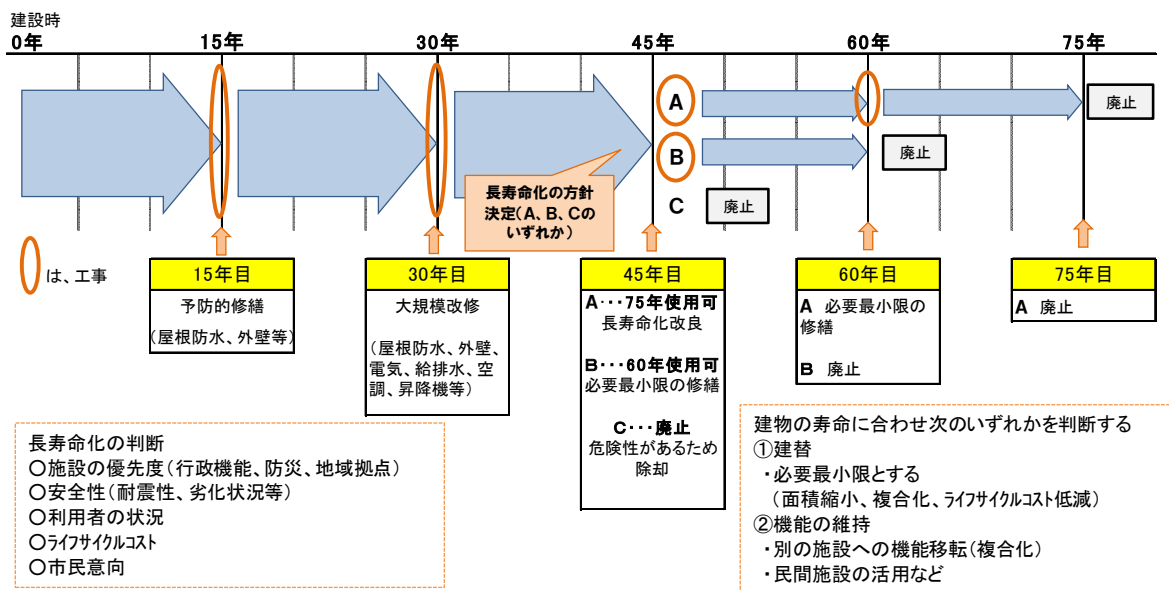 建設時
0年
15年
30年
45年
60年
75年
A
B
C
廃止
廃止
廃止
長寿命化の方針
決定(A、B、Cの
いずれか)
は、工事
15年目
予防的修繕
(屋根防水、外壁等)
30年目
大規模改修
(屋根防水、外壁、
電気、給排水、空
調、昇降機等)
45年目
A・・・75年使用可
長寿命化改良
B・・・60年使用可
必要最小限の修繕
C・・・廃止
危険性があるため
除却
60年目
A 必要最小限の
修繕
B 廃止
75年目
A 廃止
長寿命化の判断
○施設の優先度(行政機能、防災、地域拠点)
○安全性(耐震性、劣化状況等)
○利用者の状況
○ライフサイクルコスト
○市民意向
建物の寿命に合わせ次のいずれかを判断する
①建替
・必要最小限とする
(面積縮小、複合化、ライフサイクルコスト低減)
②機能の維持
・別の施設への機能移転(複合化)
・民間施設の活用など